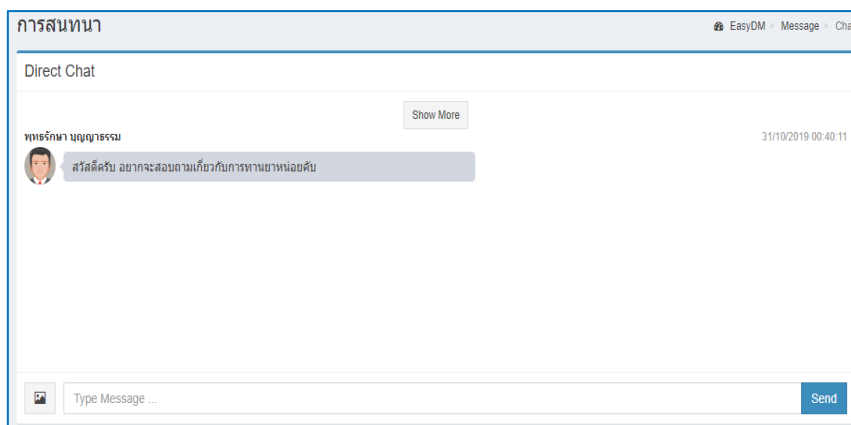 การสนทนา
EasyDM > Message > Cha
Direct Chat
Show More
พุทธรักษา บุญญาธรรม
31/10/2019 00:40:11
สวัสดีครับ อยากจะสอบถามเกี่ยวกับการทานยาหน่อยคับ
Type Message ...
Send